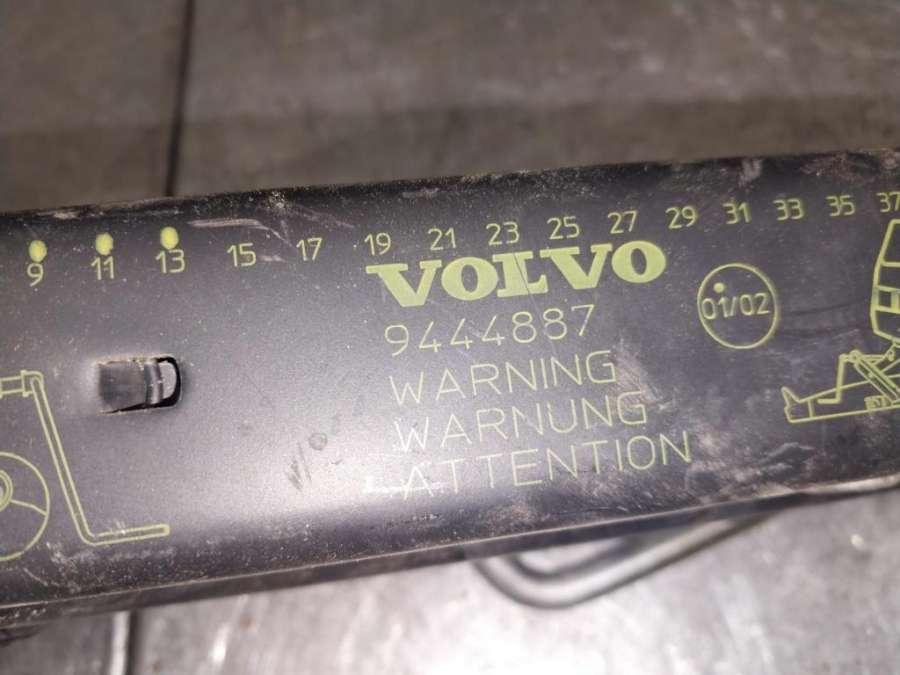 9 11 13 15 17 19 21 23 25 27 29 31 33 35 37
VOLVO
01/02
9444887
WARNING
WARNUNG
ATTENTION